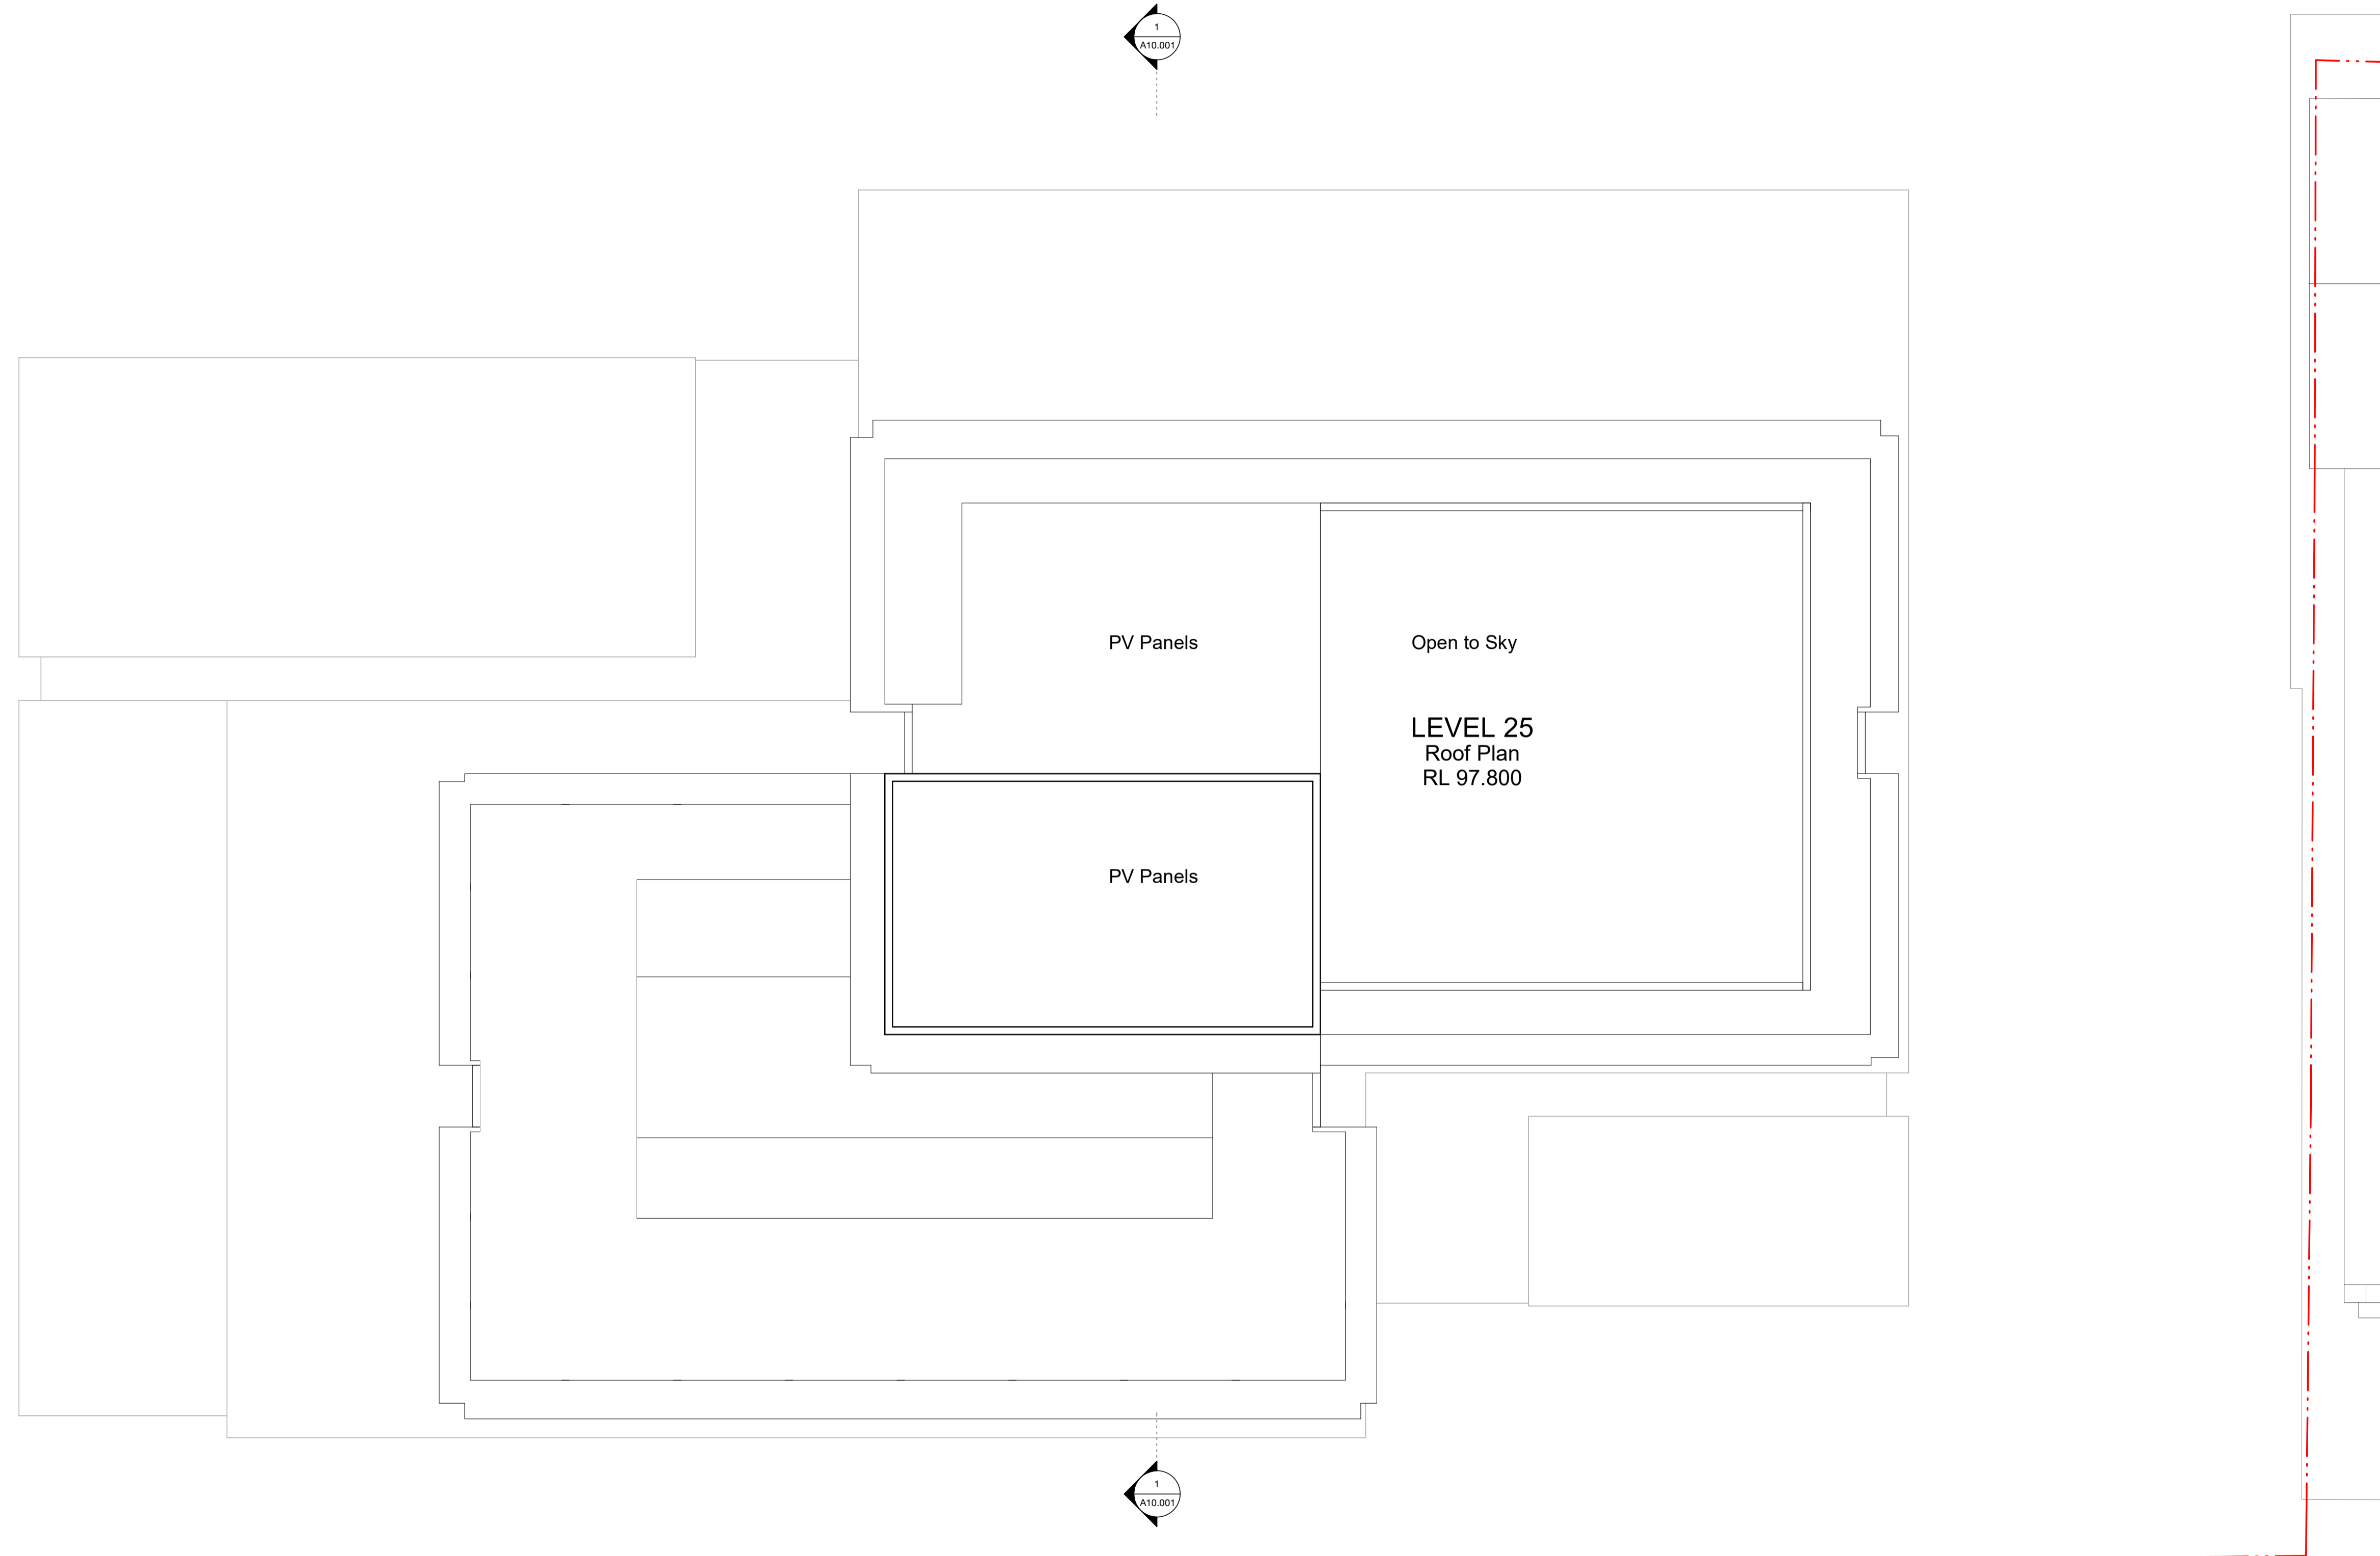 1
A10.001
PV Panels
Open to Sky
LEVEL 25
Roof Plan
RL 97.800
PV Panels
1
A10.001